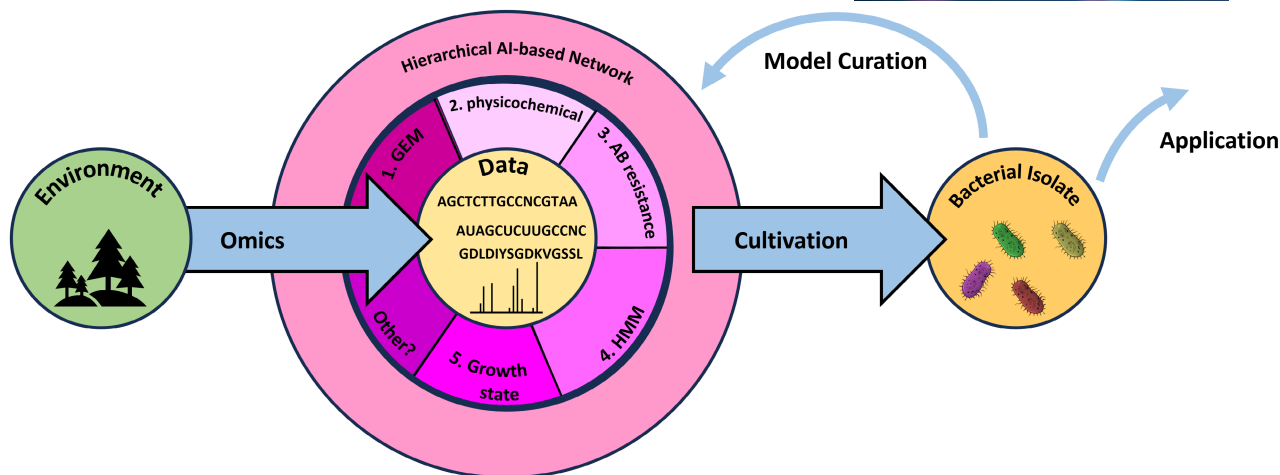 Hierarchical AI-based Network
Model Curation
Application
Environment
Omics
1. GEM
2. physicochemical
3. AB resistance
4. HMM
5. Growth
state
Other?
Data
AGCTCTTGCCNCGTAA
AUAGCUCUUGCCNC
GDLDIYSGDKVGSSL
Cultivation
Bacterial Isolate